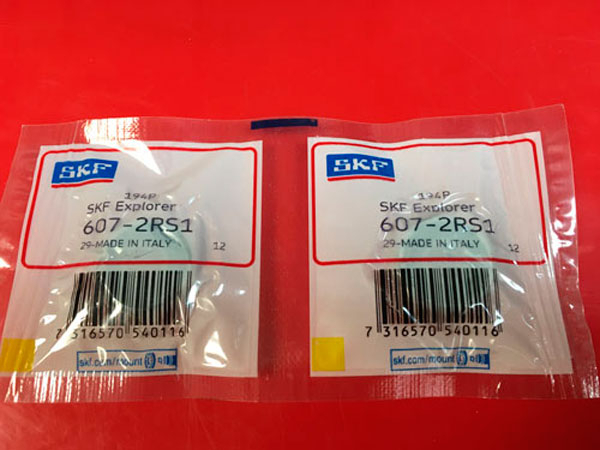 SKF
194P
SKF Explorer
607-2RS1
29-MADE IN ITALY 12
7 316570 540116
skf.com/mount
SKF
194P
SKF Explorer
607-2RS1
29-MADE IN ITALY 12
7 316570 540116
skf.com/mount